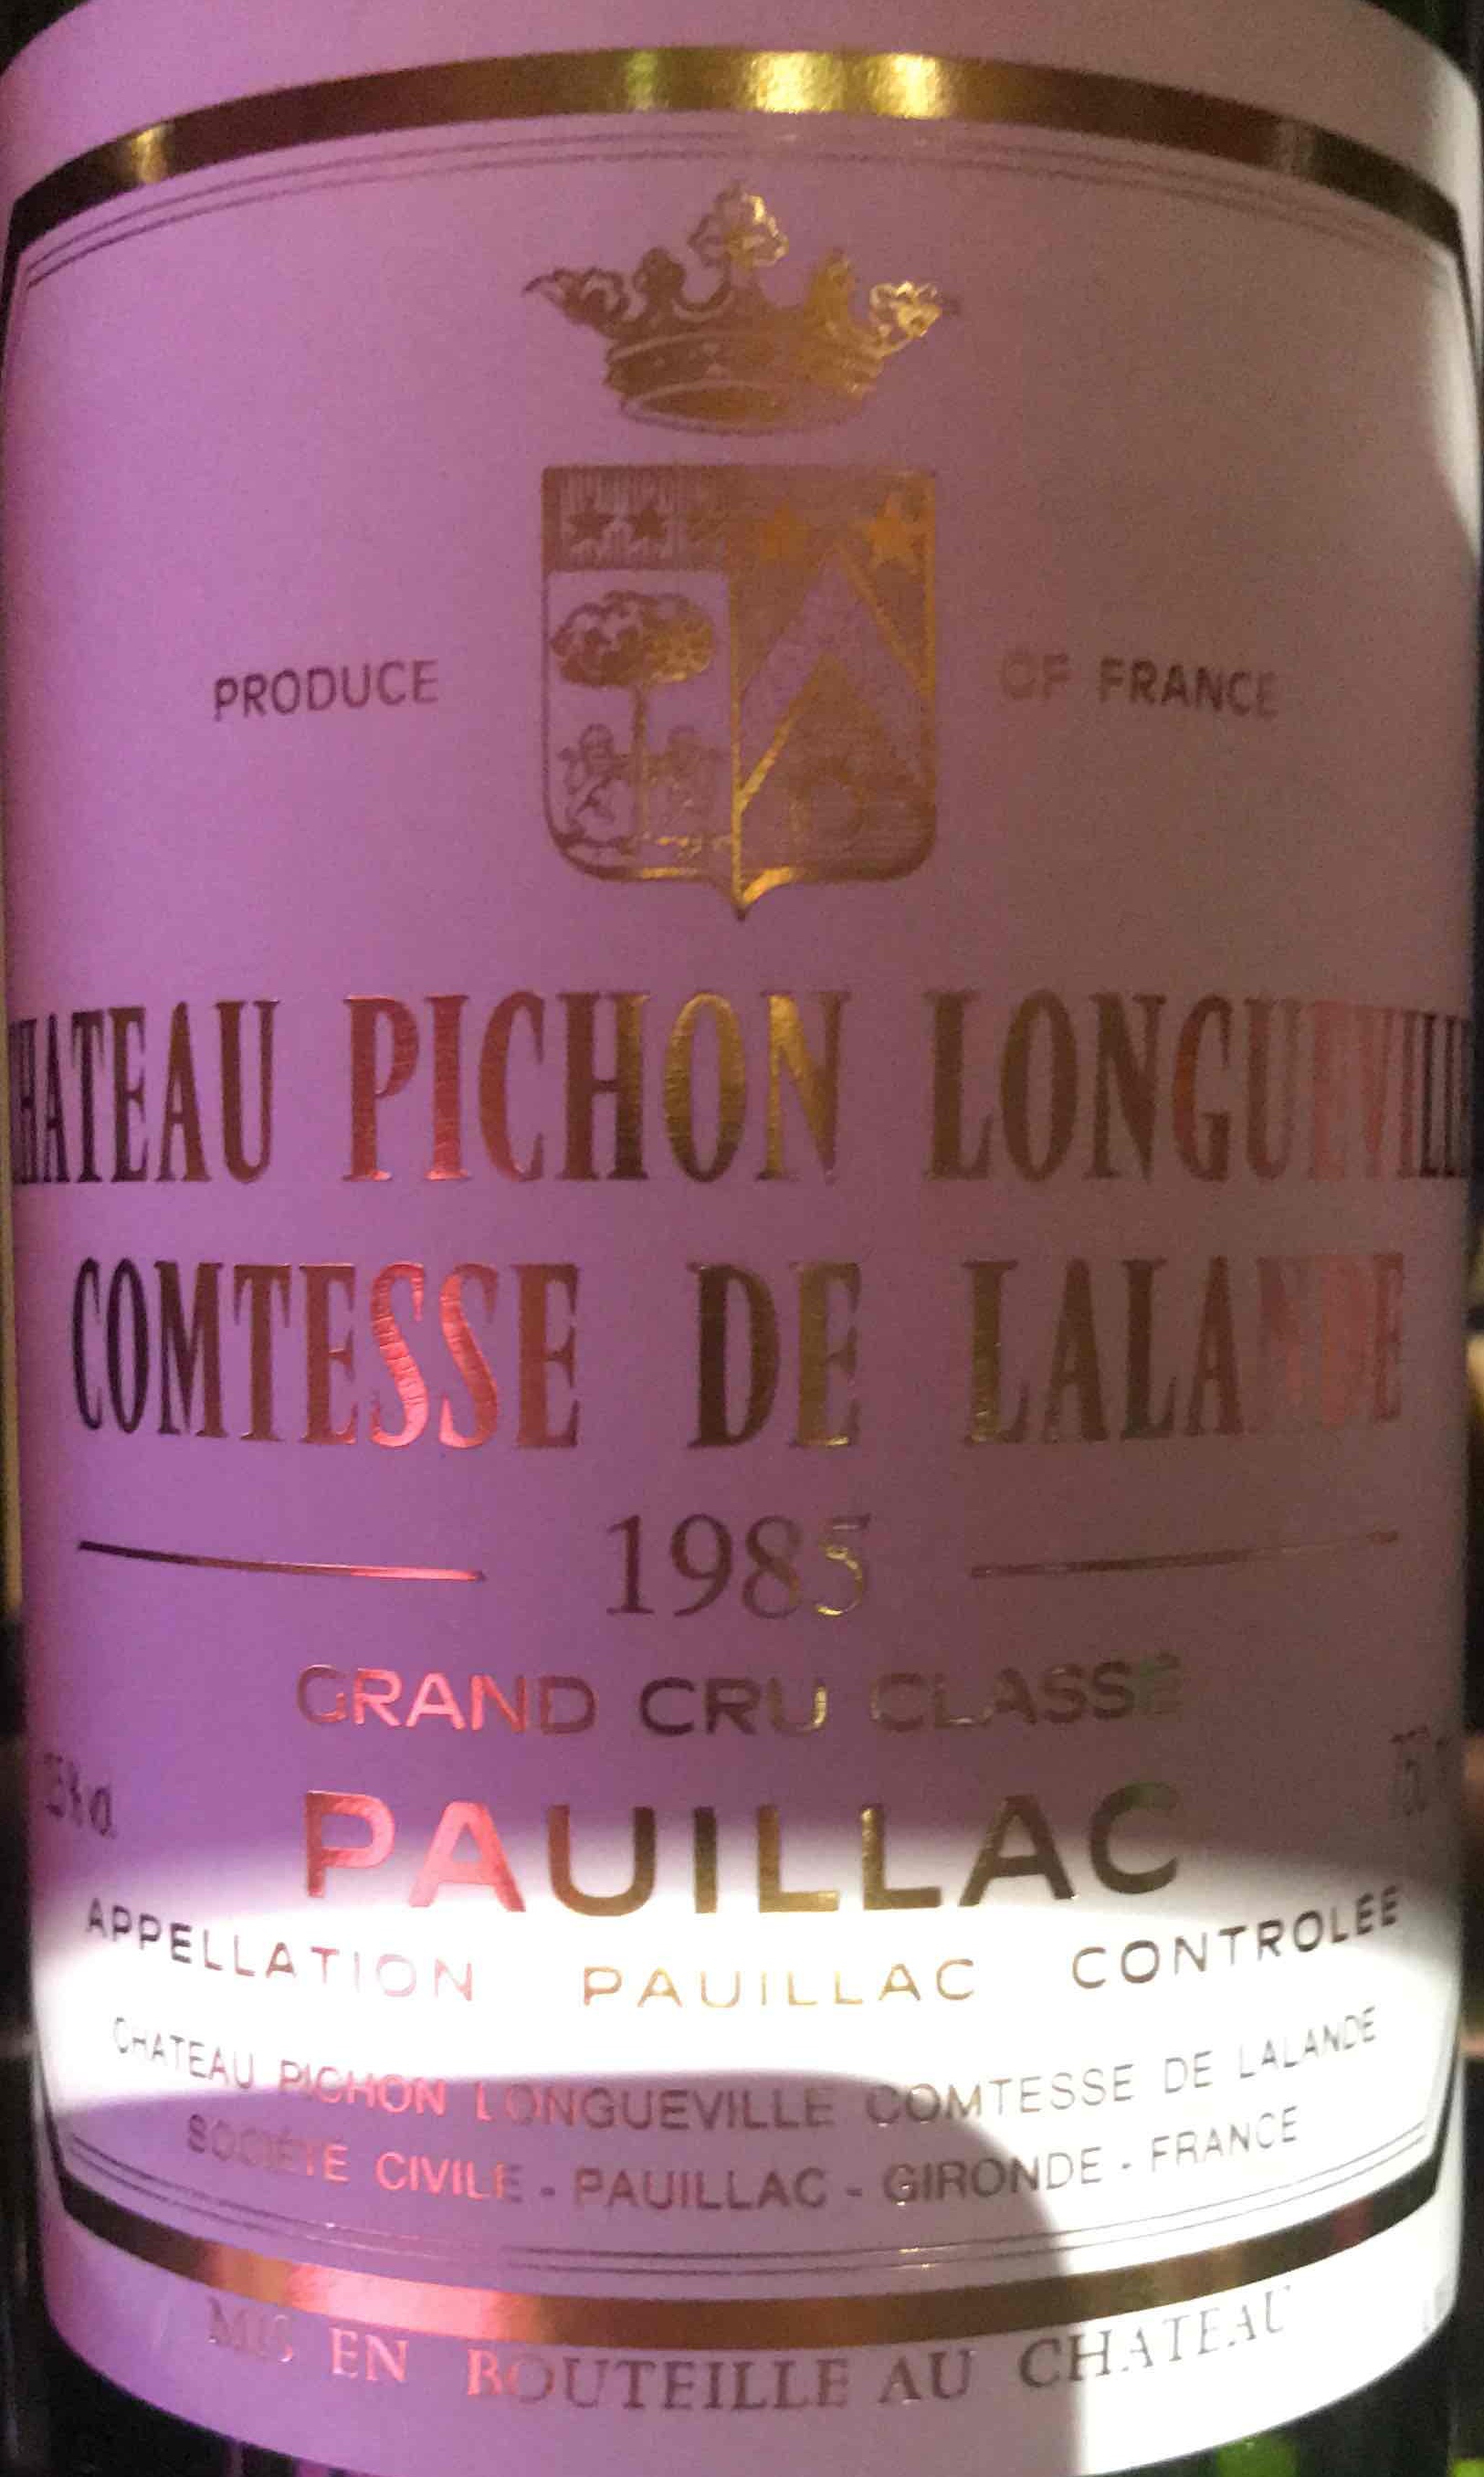 PRODUCE OF FRANCE
CHATEAU PICHON LONGUEVILLE
COMTESSE DE LALANDE
1985
GRAND CRU CLASSÉ
PAUILLAC
APPELLATION PAUILLAC CONTROLÉE
CHATEAU PICHON LONGUEVILLE COMTESSE DE LALANDE
SOCIÉTÉ CIVILE - PAUILLAC - GIRONDE - FRANCE
MIS EN BOUTEILLE AU CHATEAU